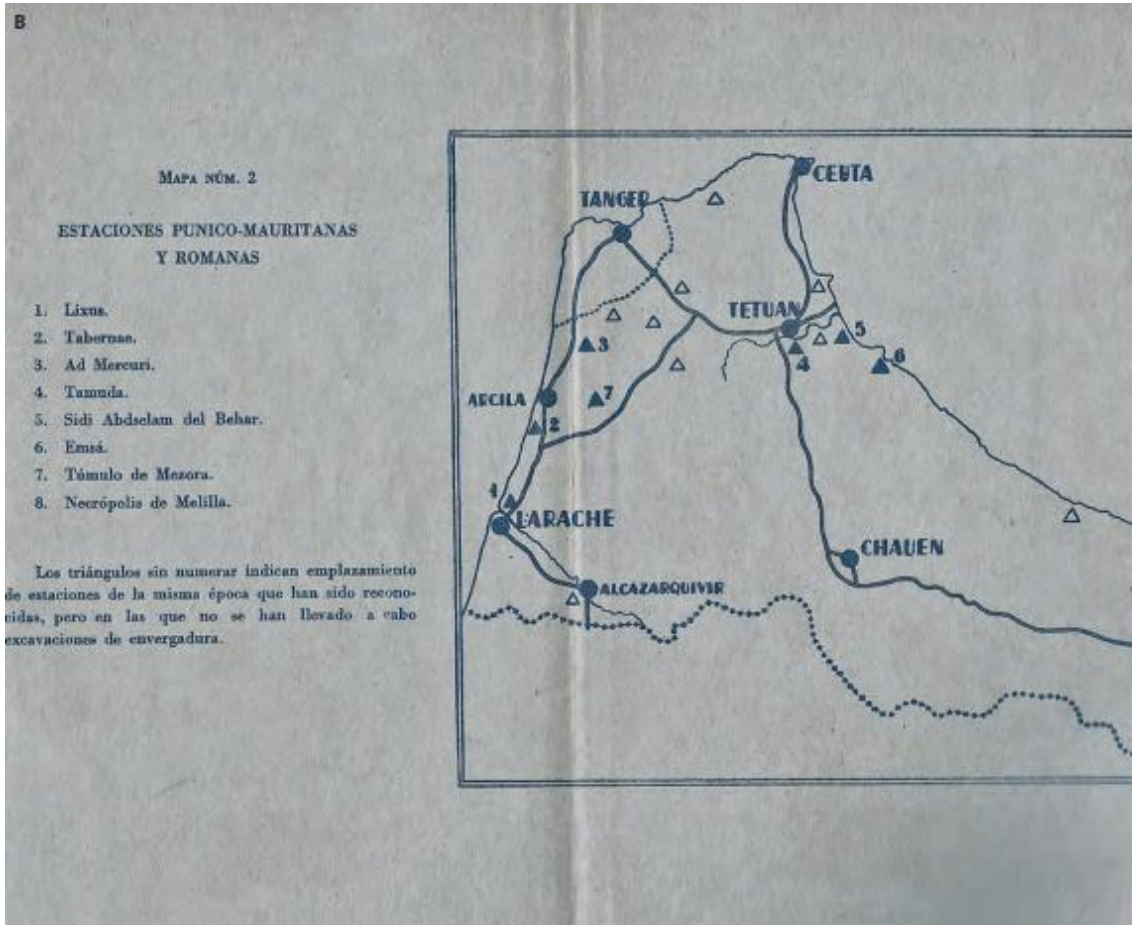 B
MAPA NÚM. 2
ESTACIONES PUNICO-MAURITANAS
Y ROMANAS
1. Lixus.
2. Tabernae.
3. Ad Mercuri.
4. Tamuda.
5. Sidi Abdselam del Behar.
6. Emsá.
7. Túmulo de Mezora.
8. Necrópolis de Melilla.
Los triángulos sin numerar indican emplazamiento
de estaciones de la misma época que han sido recono-
cidas, pero en las que no se han llevado a cabo
excavaciones de envergadura.
CEUTA
TANGER
TETUAN
5
3
4
6
ARCILA
7
2
1
LARACHE
CHAUEN
ALCAZARQUIVIR